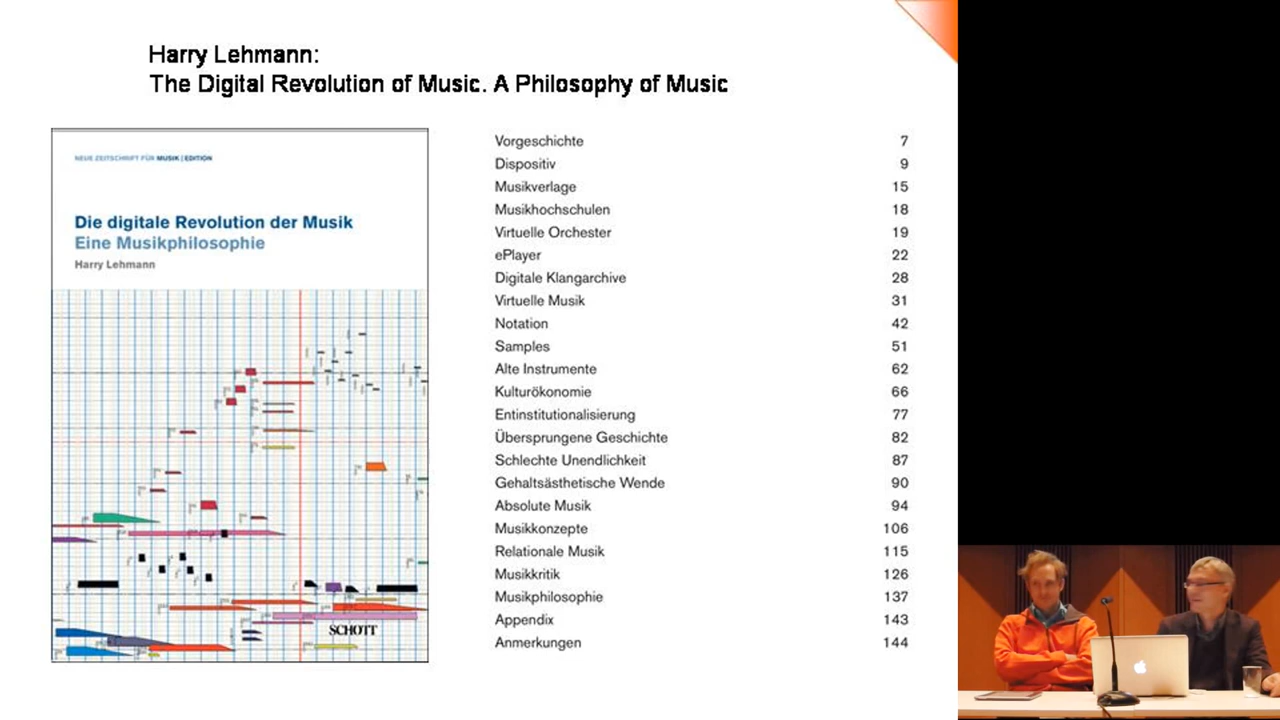 Harry Lehmann:
The Digital Revolution of Music. A Philosophy of Music
NEUE ZEITSCHRIFT FÜR MUSIK | EDITION
Die digitale Revolution der Musik
Eine Musikphilosophie
Harry Lehmann
SCHOTT
Vorgeschichte 7
Dispositiv 9
Musikverlage 15
Musikhochschulen 18
Virtuelle Orchester 19
ePlayer 22
Digitale Klangarchive 28
Virtuelle Musik 31
Notation 42
Samples 51
Alte Instrumente 62
Kulturökonomie 66
Entinstitutionalisierung 77
Übersprungene Geschichte 82
Schlechte Unendlichkeit 87
Gehaltsästhetische Wende 90
Absolute Musik 94
Musikkonzepte 106
Relationale Musik 115
Musikkritik 126
Musikphilosophie 137
Appendix 143
Anmerkungen 144